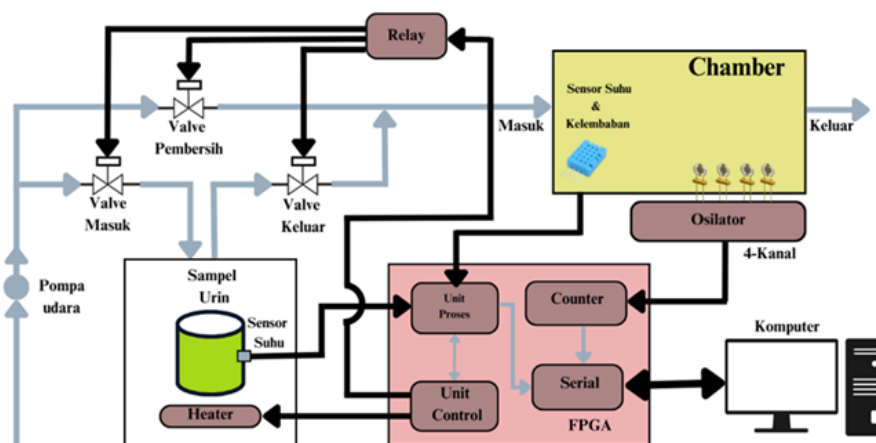 Relay
Chamber
Sensor Suhu
&
Kelembaban
Valve
Pembersih
Masuk
Keluar
Valve
Masuk
Valve
Keluar
Osilator
4-Kanal
Pompa
udara
Sampel
Urin
Sensor
Suhu
Unit
Proses
Counter
Komputer
Serial
Unit
Control
Heater
FPGA